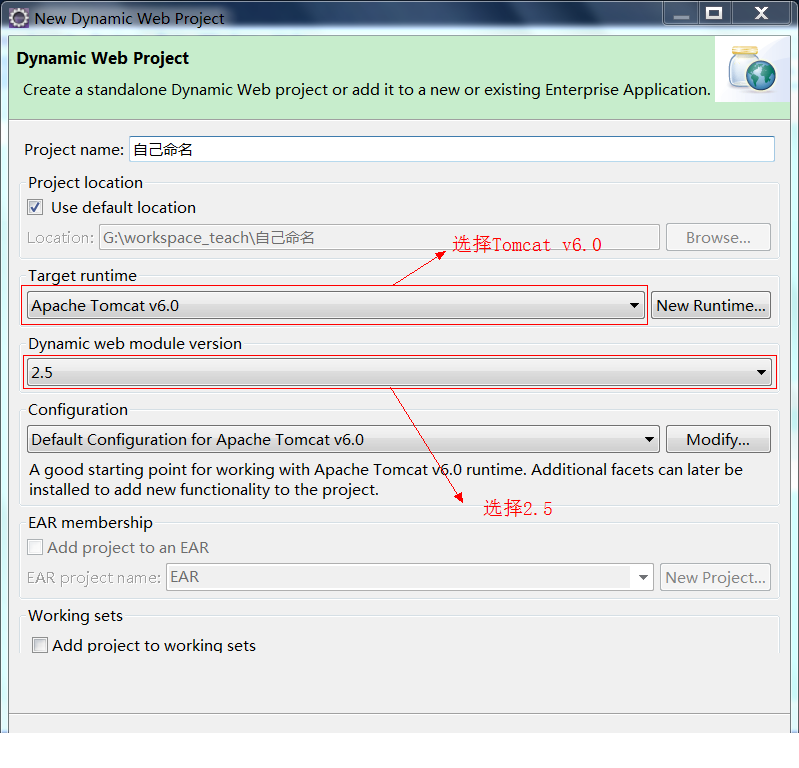 New Dynamic Web Project
Dynamic Web Project
Create a standalone Dynamic Web project or add it to a new or existing Enterprise Application.
Project name: 自己命名
Project location
Use default location
Location: G:\workspace_teach\自己命名 Browse...
选择Tomcat v6.0
Target runtime
Apache Tomcat v6.0 New Runtime...
Dynamic web module version
2.5
Configuration
Default Configuration for Apache Tomcat v6.0 Modify...
A good starting point for working with Apache Tomcat v6.0 runtime. Additional facets can later be
installed to add new functionality to the project.
选择2.5
EAR membership
Add project to an EAR
EAR project name: EAR New Project...
Working sets
Add project to working sets